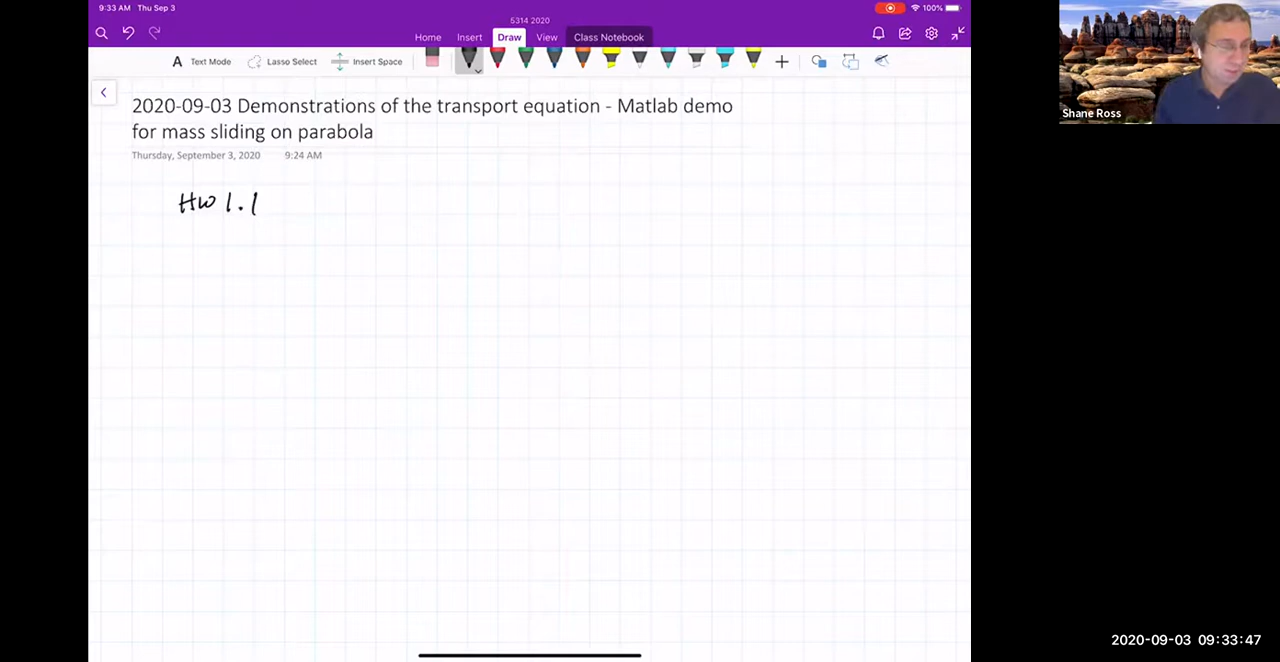 9:33 AM Thu Sep 3
100%
5314 2020
Home Insert Draw View Class Notebook
A Text Mode Lasso Select Insert Space
2020-09-03 Demonstrations of the transport equation - Matlab demo
for mass sliding on parabola
Thursday, September 3, 2020 9:24 AM
HW 1.1
Shane Ross
2020-09-03 09:33:47